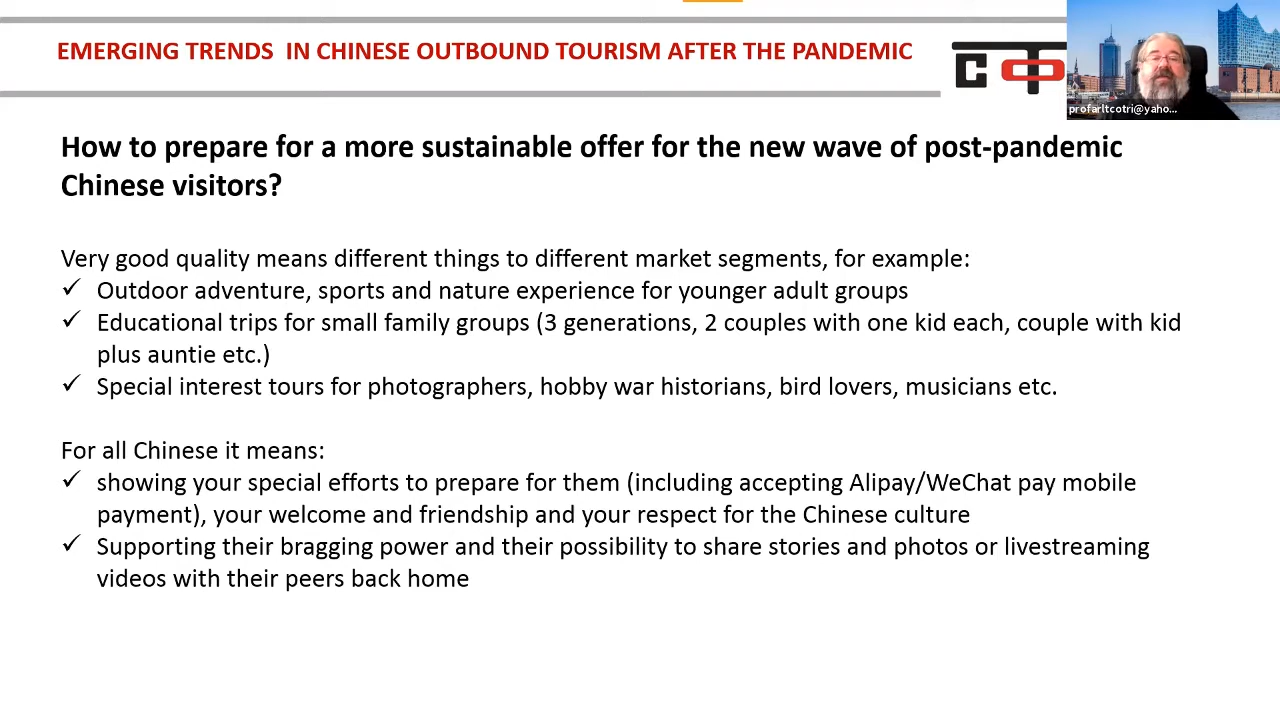 EMERGING TRENDS IN CHINESE OUTBOUND TOURISM AFTER THE PANDEMIC
profarltcotri@yaho...
How to prepare for a more sustainable offer for the new wave of post-pandemic
Chinese visitors?
Very good quality means different things to different market segments, for example:
✓ Outdoor adventure, sports and nature experience for younger adult groups
✓ Educational trips for small family groups (3 generations, 2 couples with one kid each, couple with kid
plus auntie etc.)
✓ Special interest tours for photographers, hobby war historians, bird lovers, musicians etc.
For all Chinese it means:
✓ showing your special efforts to prepare for them (including accepting Alipay/WeChat pay mobile
payment), your welcome and friendship and your respect for the Chinese culture
✓ Supporting their bragging power and their possibility to share stories and photos or livestreaming
videos with their peers back home